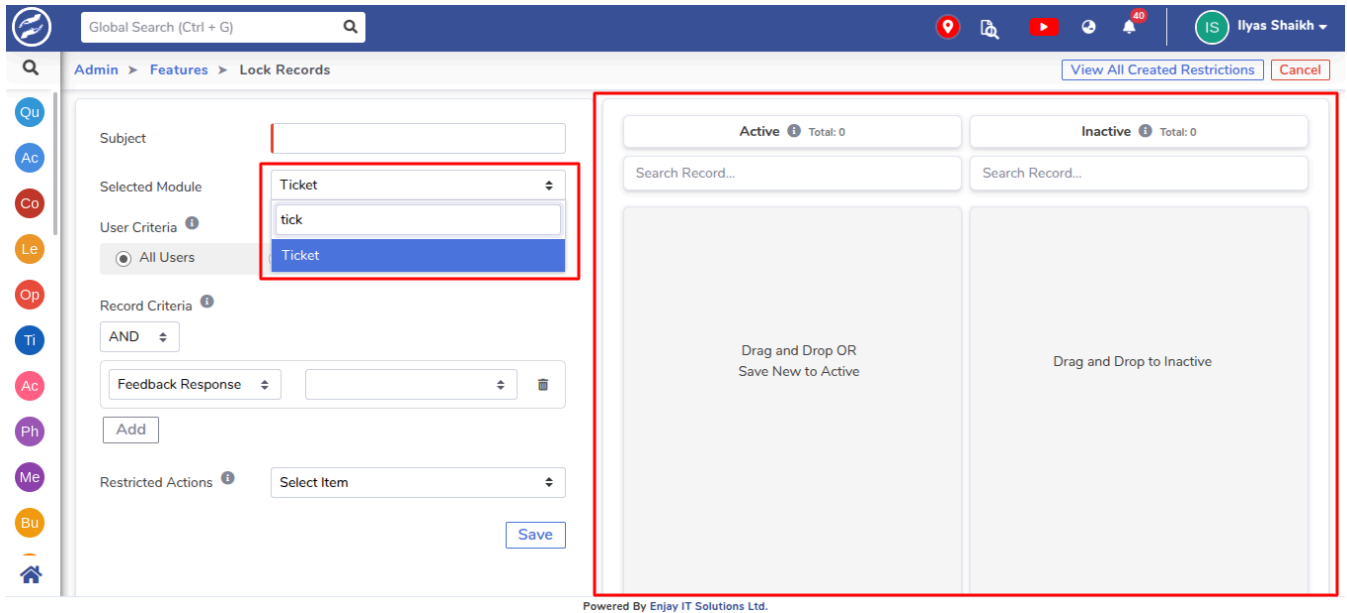 Global Search (Ctrl + G)
40
IS
Ilyas Shaikh
Admin > Features > Lock Records
View All Created Restrictions
Cancel
Qu
Ac
Co
Le
Op
Ti
Ac
Ph
Me
Bu
Subject
Selected Module
Ticket
tick
Ticket
User Criteria
All Users
Record Criteria
AND
Feedback Response
Add
Restricted Actions
Select Item
Save
Active Total: 0
Inactive Total: 0
Search Record...
Search Record...
Drag and Drop OR
Save New to Active
Drag and Drop to Inactive
Powered By Enjay IT Solutions Ltd.